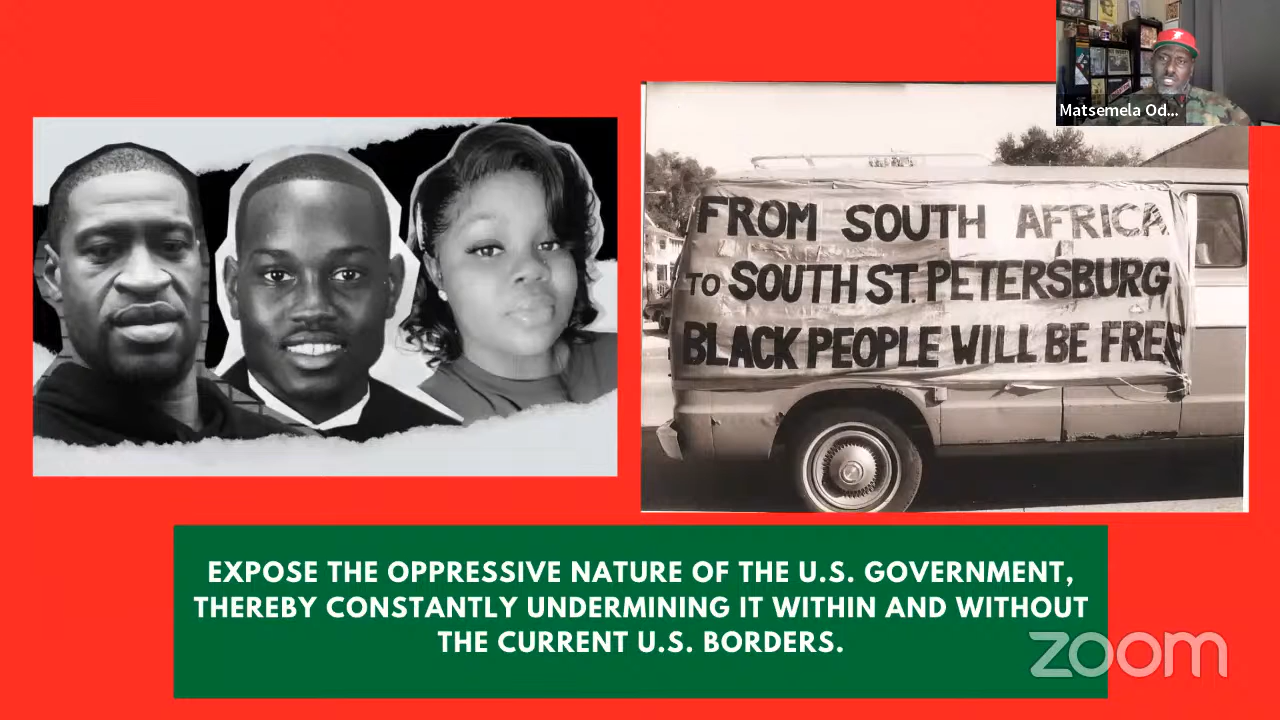 Matsemela Od...
FROM SOUTH AFRICA
TO SOUTH ST. PETERSBURG
BLACK PEOPLE WILL BE FREE
EXPOSE THE OPPRESSIVE NATURE OF THE U.S. GOVERNMENT,
THEREBY CONSTANTLY UNDERMINING IT WITHIN AND WITHOUT
THE CURRENT U.S. BORDERS.
zoom